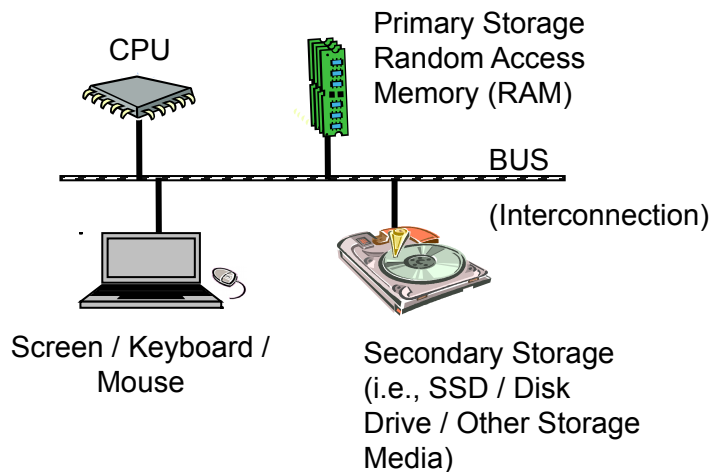 CPU
Primary Storage
Random Access
Memory (RAM)
BUS
(Interconnection)
Screen / Keyboard /
Mouse
Secondary Storage
(i.e., SSD / Disk
Drive / Other Storage
Media)